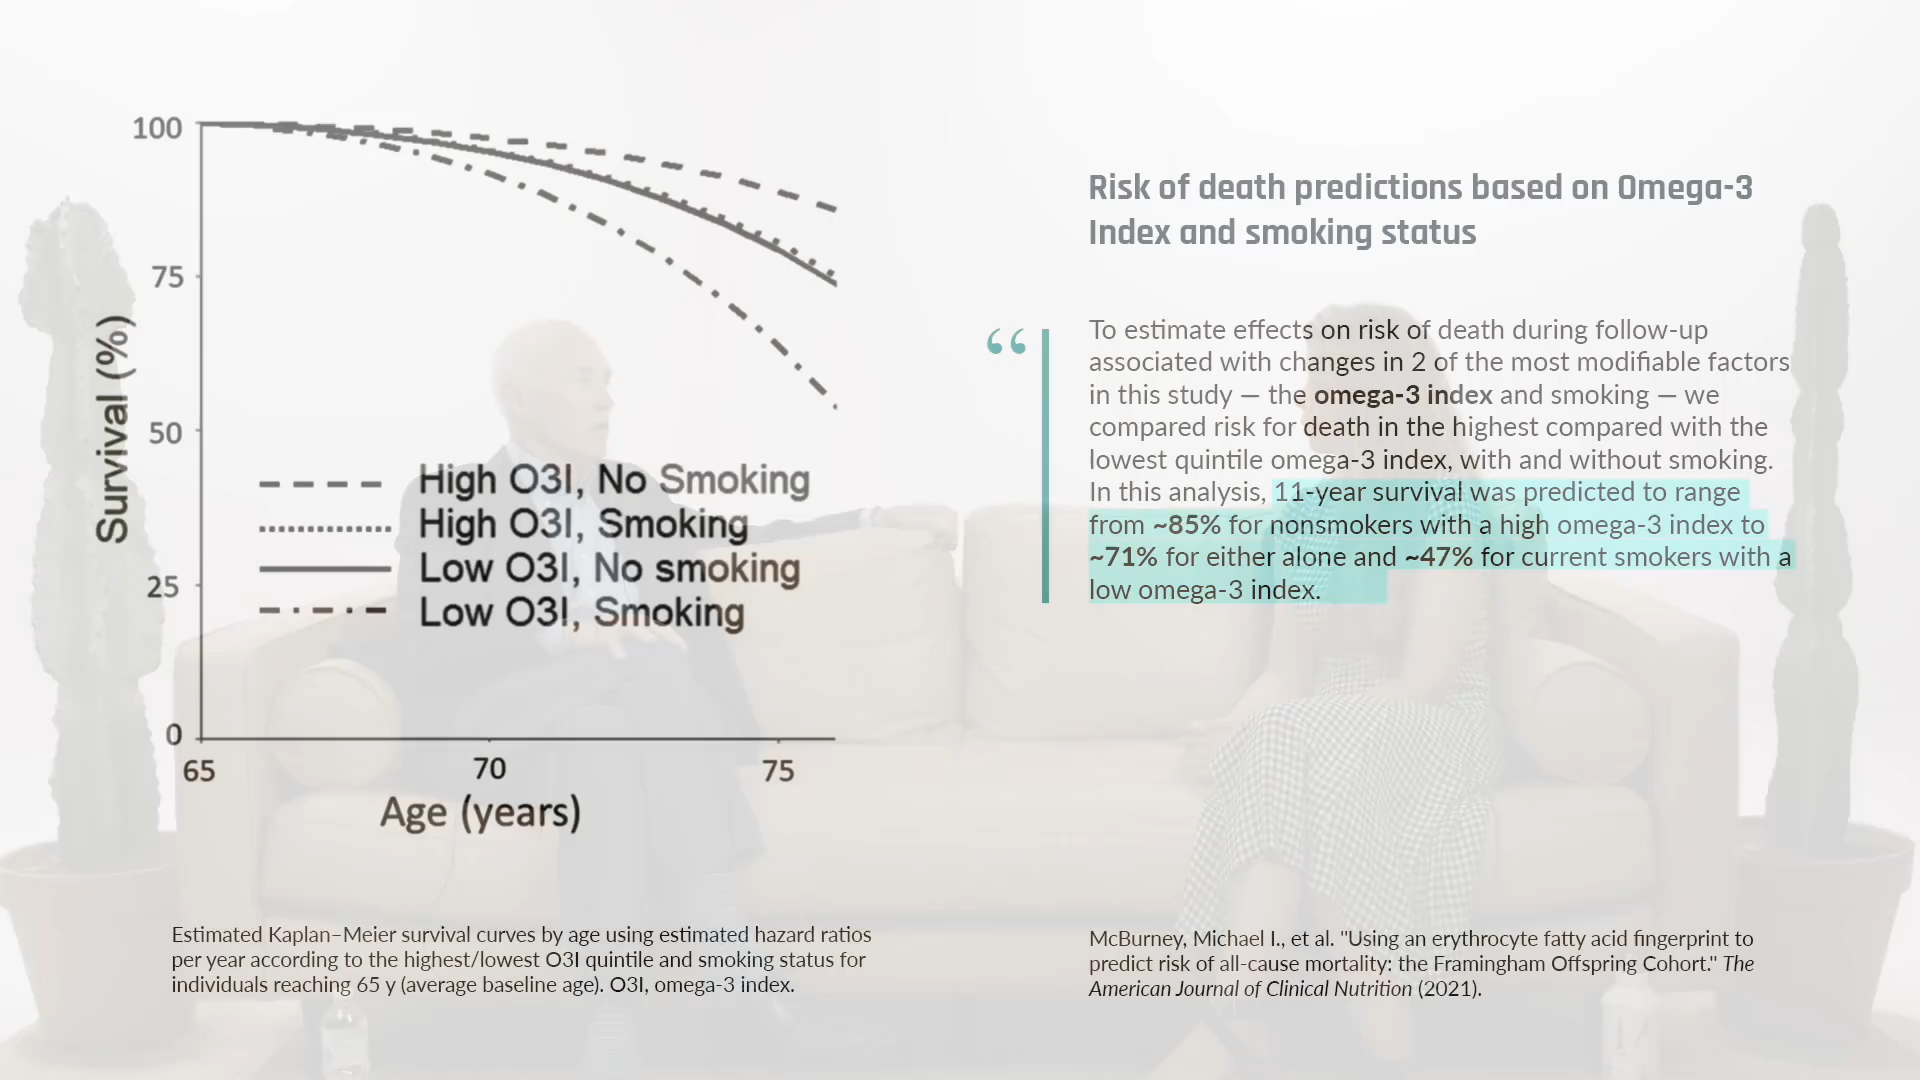 100
75
50
25
0
Survival (%)
High O3I, No Smoking
High O3I, Smoking
Low O3I, No smoking
Low O3I, Smoking
65
70
75
Age (years)
Estimated Kaplan–Meier survival curves by age using estimated hazard ratios
per year according to the highest/lowest O3I quintile and smoking status for
individuals reaching 65 y (average baseline age). O3I, omega-3 index.
Risk of death predictions based on Omega-3
Index and smoking status
“
To estimate effects on risk of death during follow-up
associated with changes in 2 of the most modifiable factors
in this study — the omega-3 index and smoking — we
compared risk for death in the highest compared with the
lowest quintile omega-3 index, with and without smoking.
In this analysis, 11-year survival was predicted to range
from ~85% for nonsmokers with a high omega-3 index to
~71% for either alone and ~47% for current smokers with a
low omega-3 index.
McBurney, Michael I., et al. "Using an erythrocyte fatty acid fingerprint to
predict risk of all-cause mortality: the Framingham Offspring Cohort." The
American Journal of Clinical Nutrition (2021).